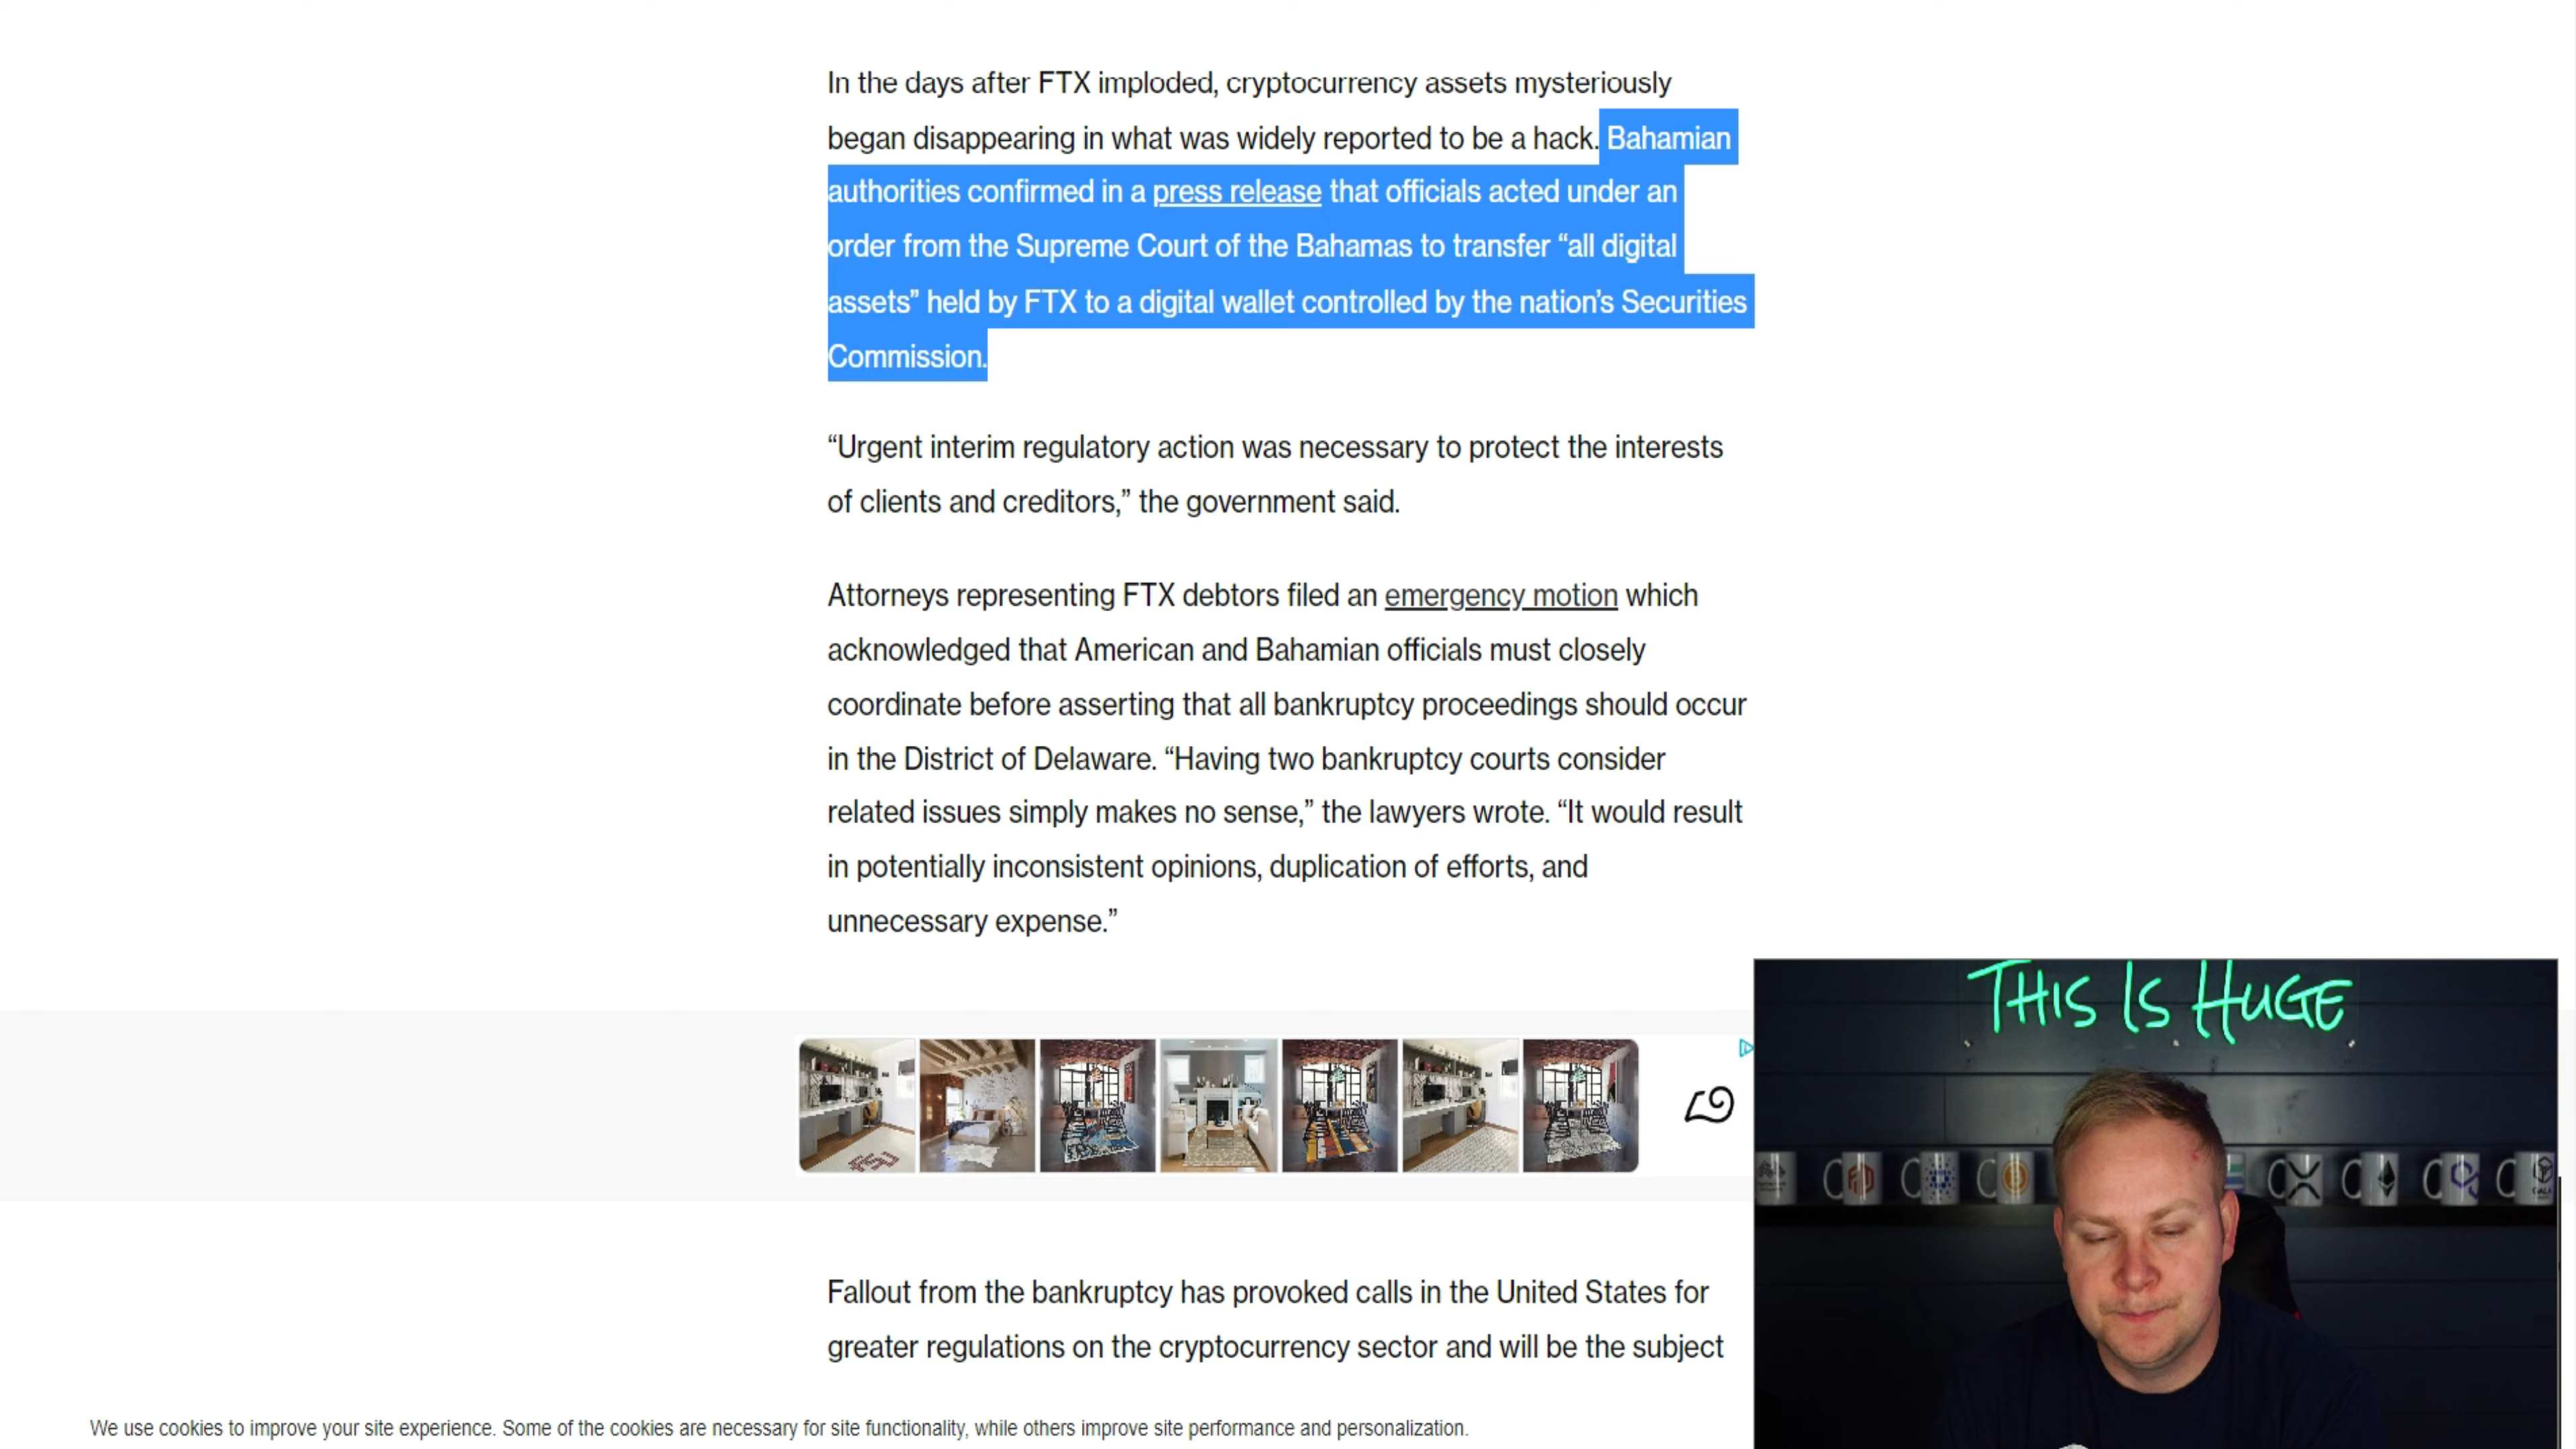 In the days after FTX imploded, cryptocurrency assets mysteriously
began disappearing in what was widely reported to be a hack. Bahamian
authorities confirmed in a press release that officials acted under an
order from the Supreme Court of the Bahamas to transfer “all digital
assets” held by FTX to a digital wallet controlled by the nation’s Securities
Commission.
“Urgent interim regulatory action was necessary to protect the interests
of clients and creditors,” the government said.
Attorneys representing FTX debtors filed an emergency motion which
acknowledged that American and Bahamian officials must closely
coordinate before asserting that all bankruptcy proceedings should occur
in the District of Delaware. “Having two bankruptcy courts consider
related issues simply makes no sense,” the lawyers wrote. “It would result
in potentially inconsistent opinions, duplication of efforts, and
unnecessary expense.”
THIS IS HUGE
Fallout from the bankruptcy has provoked calls in the United States for
greater regulations on the cryptocurrency sector and will be the subject
We use cookies to improve your site experience. Some of the cookies are necessary for site functionality, while others improve site performance and personalization.